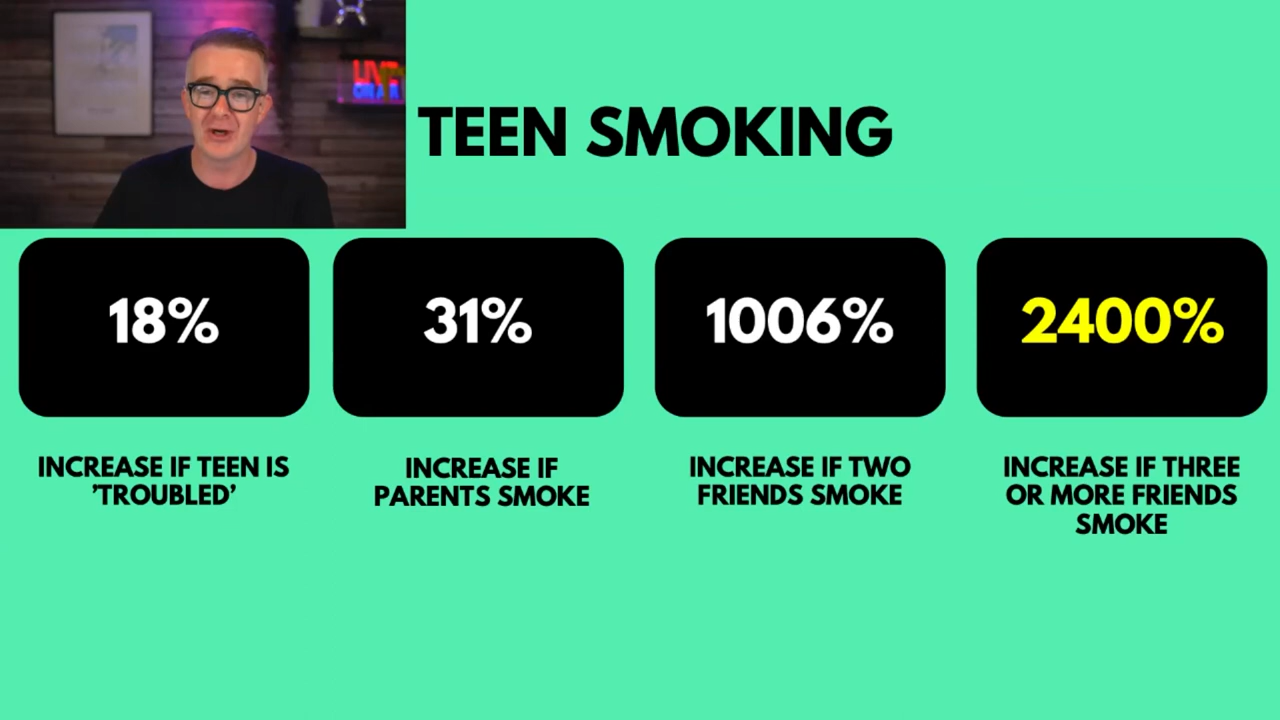 TEEN SMOKING
18%
31%
1006%
2400%
INCREASE IF TEEN IS
'TROUBLED'
INCREASE IF
PARENTS SMOKE
INCREASE IF TWO
FRIENDS SMOKE
INCREASE IF THREE
OR MORE FRIENDS
SMOKE